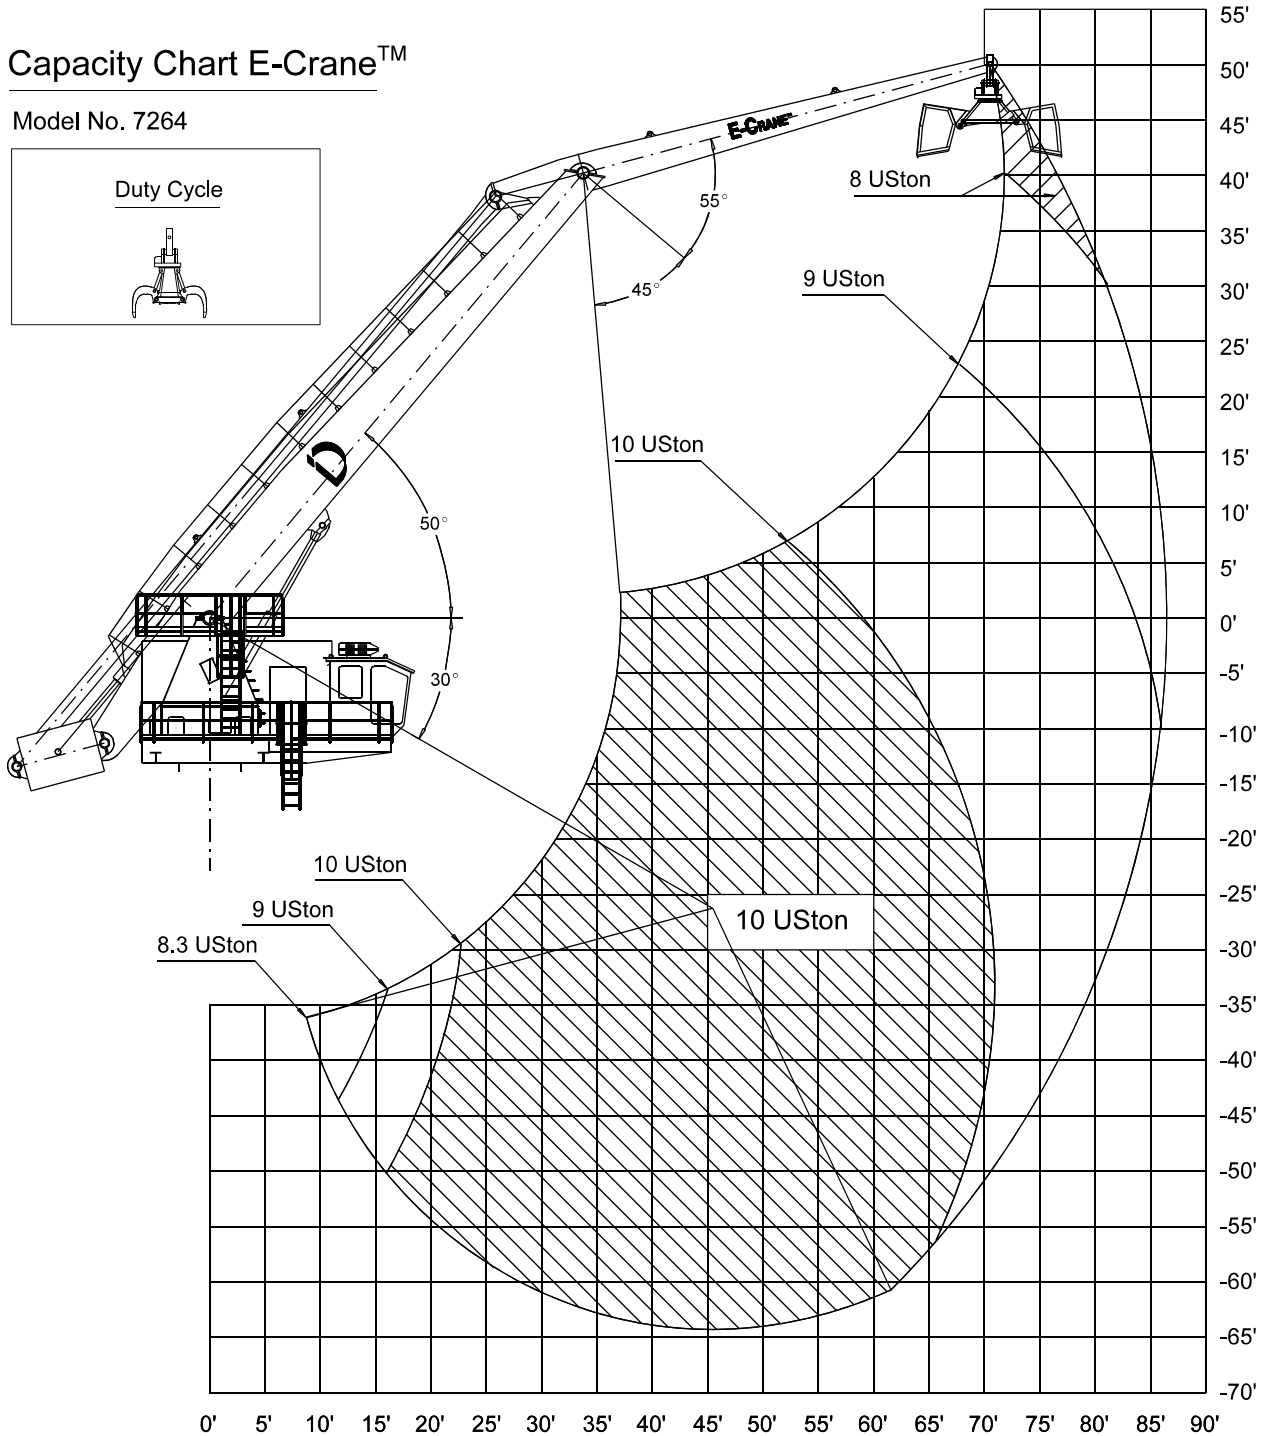 Capacity Chart E-Crane™
Model No. 7264
Duty Cycle
E-CRANE™
8 USton
9 USton
10 USton
55°
45°
50°
30°
10 USton
9 USton
8.3 USton
10 USton
55'
50'
45'
40'
35'
30'
25'
20'
15'
10'
5'
0'
-5'
-10'
-15'
-20'
-25'
-30'
-35'
-40'
-45'
-50'
-55'
-60'
-65'
-70'
0' 5' 10' 15' 20' 25' 30' 35' 40' 45' 50' 55' 60' 65' 70' 75' 80' 85' 90'